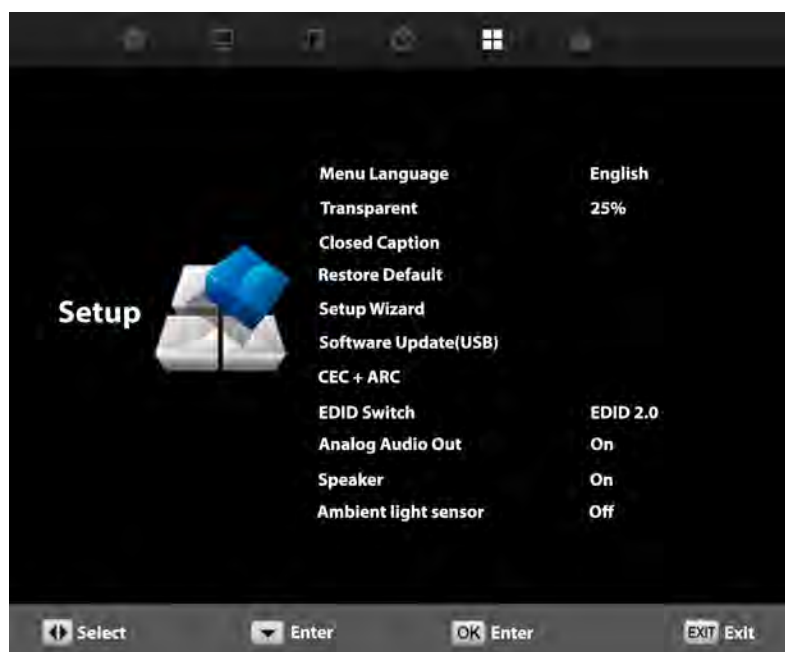 Menu Language English
Transparent 25%
Closed Caption
Restore Default
Setup
Setup Wizard
Software Update(USB)
CEC + ARC
EDID Switch EDID 2.0
Analog Audio Out On
Speaker On
Ambient light sensor Off
Select Enter OK Enter EXIT Exit